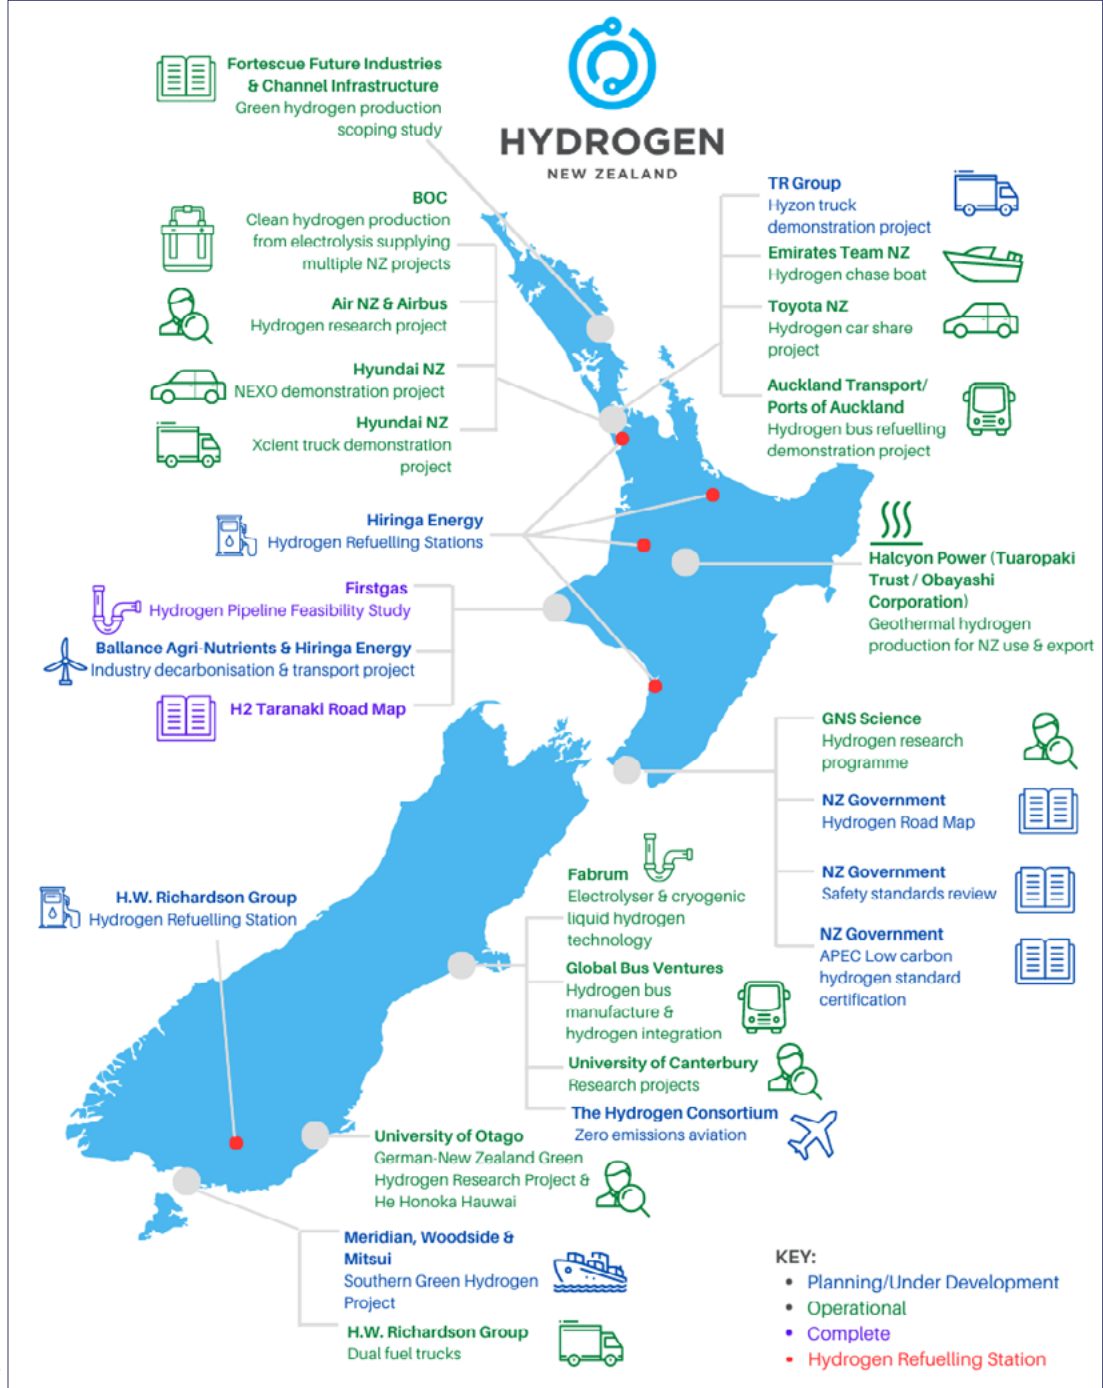 Fortescue Future Industries
& Channel Infrastructure
Green hydrogen production
scoping study
HYDROGEN
NEW ZEALAND
BOC
Clean hydrogen production
from electrolysis supplying
multiple NZ projects
Air NZ & Airbus
Hydrogen research project
Hyundai NZ
NEXO demonstration project
Hyundai NZ
Xcient truck demonstration
project
TR Group
Hyzon truck
demonstration project
Emirates Team NZ
Hydrogen chase boat
Toyota NZ
Hydrogen car share
project
Auckland Transport/
Ports of Auckland
Hydrogen bus refuelling
demonstration project
Hiringa Energy
Hydrogen Refuelling Stations
Halcyon Power (Tuaropaki
Trust / Obayashi
Corporation)
Geothermal hydrogen
production for NZ use & export
Firstgas
Hydrogen Pipeline Feasibility Study
Ballance Agri-Nutrients & Hiringa Energy
Industry decarbonisation & transport project
H2 Taranaki Road Map
GNS Science
Hydrogen research
programme
NZ Government
Hydrogen Road Map
NZ Government
Safety standards review
NZ Government
APEC Low carbon
hydrogen standard
certification
H.W. Richardson Group
Hydrogen Refuelling Station
Fabrum
Electrolyser & cryogenic
liquid hydrogen
technology
Global Bus Ventures
Hydrogen bus
manufacture &
hydrogen integration
University of Canterbury
Research projects
The Hydrogen Consortium
Zero emissions aviation
University of Otago
German-New Zealand Green
Hydrogen Research Project &
He Honoka Hauwai
Meridian, Woodside &
Mitsui
Southern Green Hydrogen
Project
H.W. Richardson Group
Dual fuel trucks
KEY:
• Planning/Under Development
• Operational
• Complete
• Hydrogen Refuelling Station